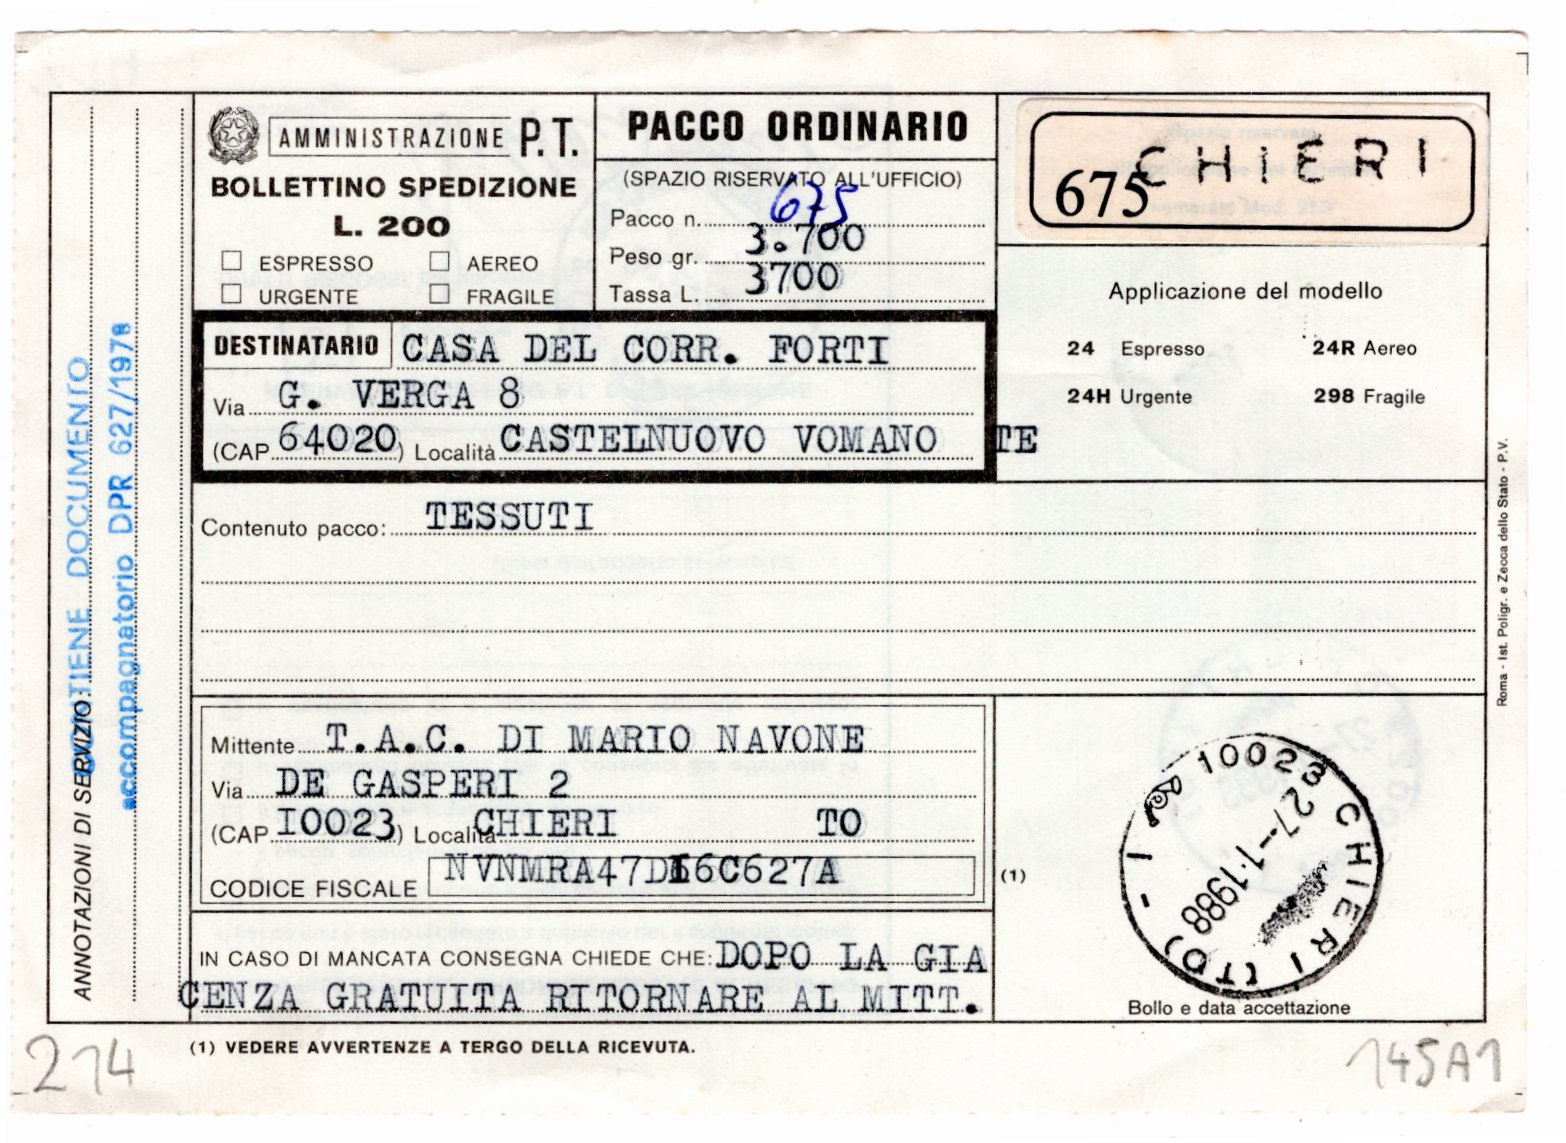 AMMINISTRAZIONE P.T.
BOLLETTINO SPEDIZIONE
L. 200
ESPRESSO AEREO
URGENTE FRAGILE
PACCO ORDINARIO
(SPAZIO RISERVATO ALL'UFFICIO)
Pacco n. 675
Peso gr. 3.700
Tassa L. 3700
675 CHIERI
Applicazione del modello
24 Espresso 24R Aereo
24H Urgente 298 Fragile
DESTINATARIO CASA DEL CORR. FORTI
Via G. VERGA 8
(CAP 64020) Località CASTELNUOVO VOMANO TE
Contenuto pacco: TESSUTI
Mittente T.A.C. DI MARIO NAVONE
Via DE GASPERI 2
(CAP I0023) Località CHIERI TO
CODICE FISCALE NVNMRA47D16C627A
(1)
10023 CHIERI (TO) - 1
27--1:1988
Bollo e data accettazione
IN CASO DI MANCATA CONSEGNA CHIEDE CHE: DOPO LA GIA
CENZA GRATUITA RITORNARE AL MITT.
(1) VEDERE AVVERTENZE A TERGO DELLA RICEVUTA.
ANNOTAZIONI DI SERVIZIO:
CONTIENE DOCUMENTO
accompagnatorio DPR 627/1978
Roma - Ist. Poligr. e Zecca dello Stato - P.V.
214
145A1